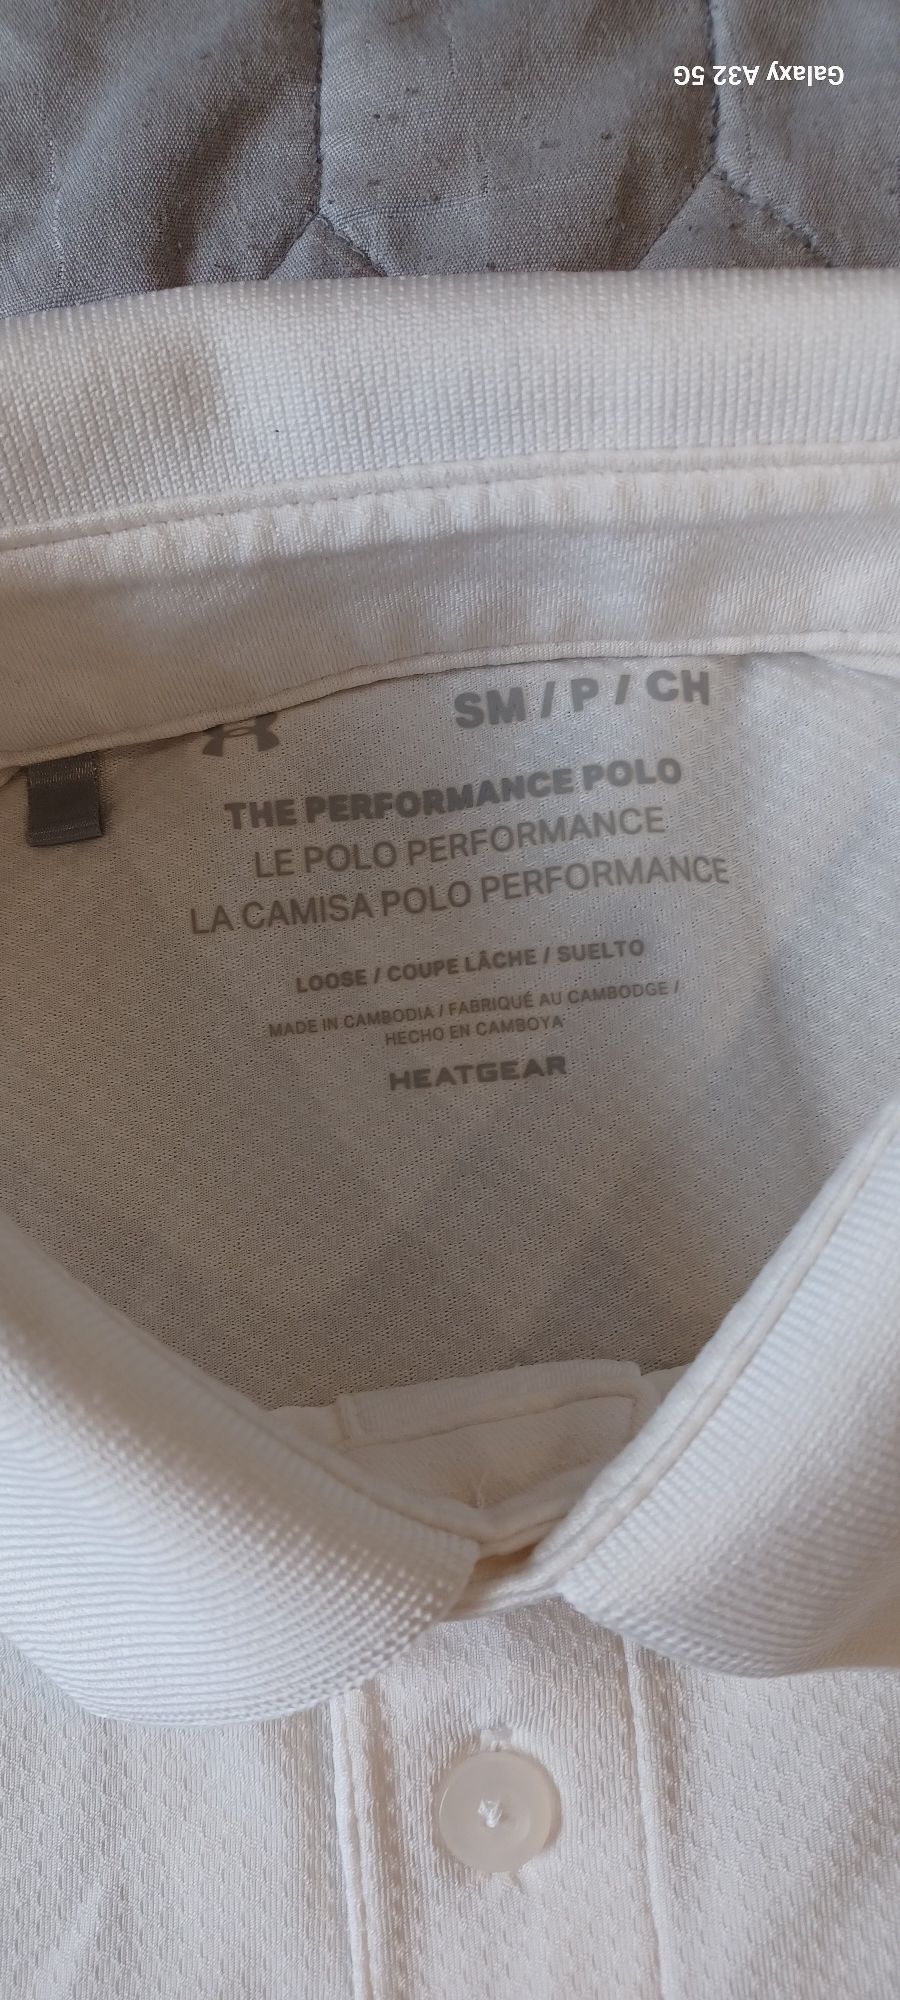 Galaxy A32 5G
SM / P / CH
THE PERFORMANCE POLO
LE POLO PERFORMANCE
LA CAMISA POLO PERFORMANCE
LOOSE / COUPE LÂCHE / SUELTO
MADE IN CAMBODIA / FABRIQUÉ AU CAMBODGE /
HECHO EN CAMBOYA
HEATGEAR